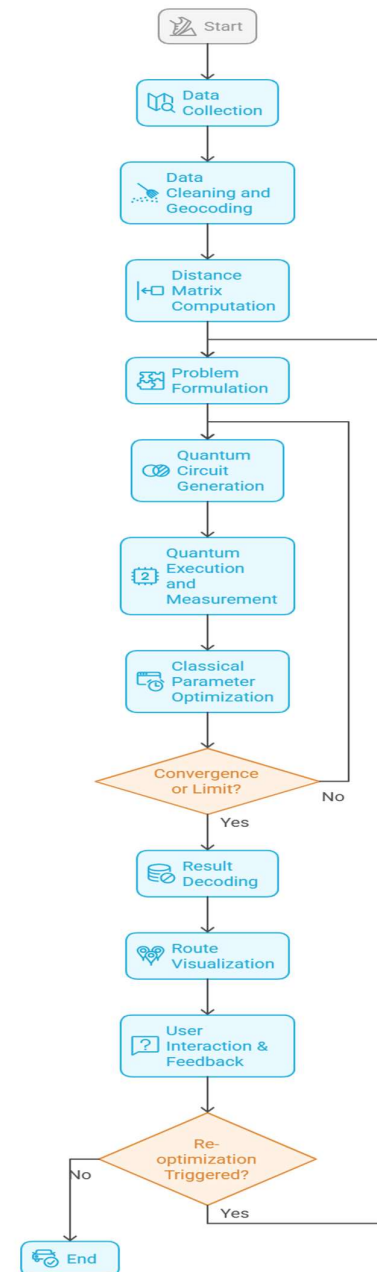 Start
Data
Collection
Data
Cleaning and
Geocoding
Distance
Matrix
Computation
Problem
Formulation
Quantum
Circuit
Generation
Quantum
Execution
and
Measurement
2
Classical
Parameter
Optimization
Convergence
or Limit?
No
Yes
Result
Decoding
Route
Visualization
User
Interaction &
Feedback
?
Re-
optimization
Triggered?
No
Yes
End